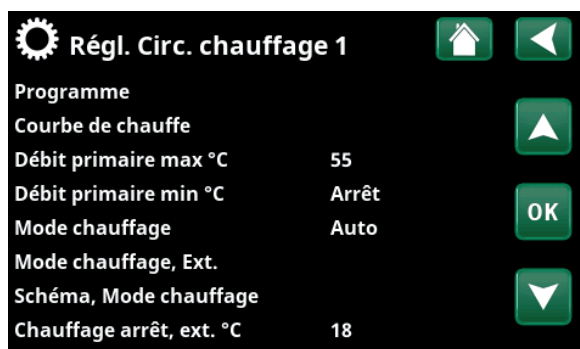 Régl. Circ. chauffage 1
Programme
Courbe de chauffe
Débit primaire max °C 55
Débit primaire min °C Arrêt
OK
Mode chauffage Auto
Mode chauffage, Ext.
Schéma, Mode chauffage
Chauffage arrêt, ext. °C 18